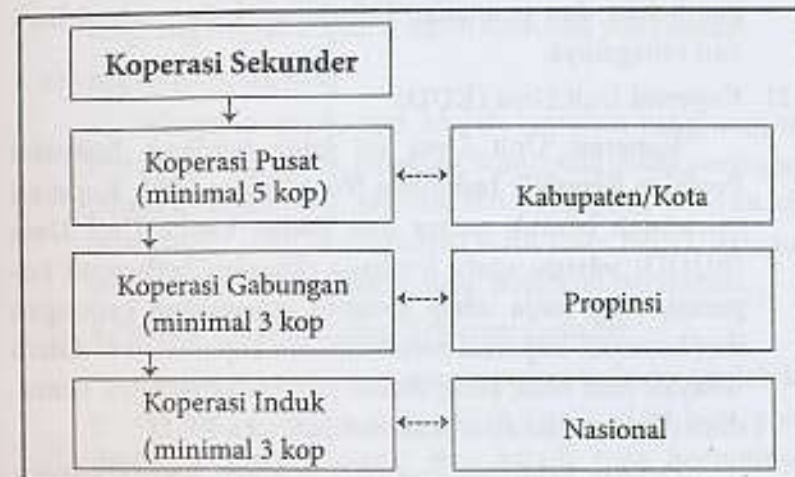 Koperasi Sekunder
Koperasi Pusat
(minimal 5 kop)
Kabupaten/Kota
Koperasi Gabungan
(minimal 3 kop
Propinsi
Koperasi Induk
(minimal 3 kop
Nasional